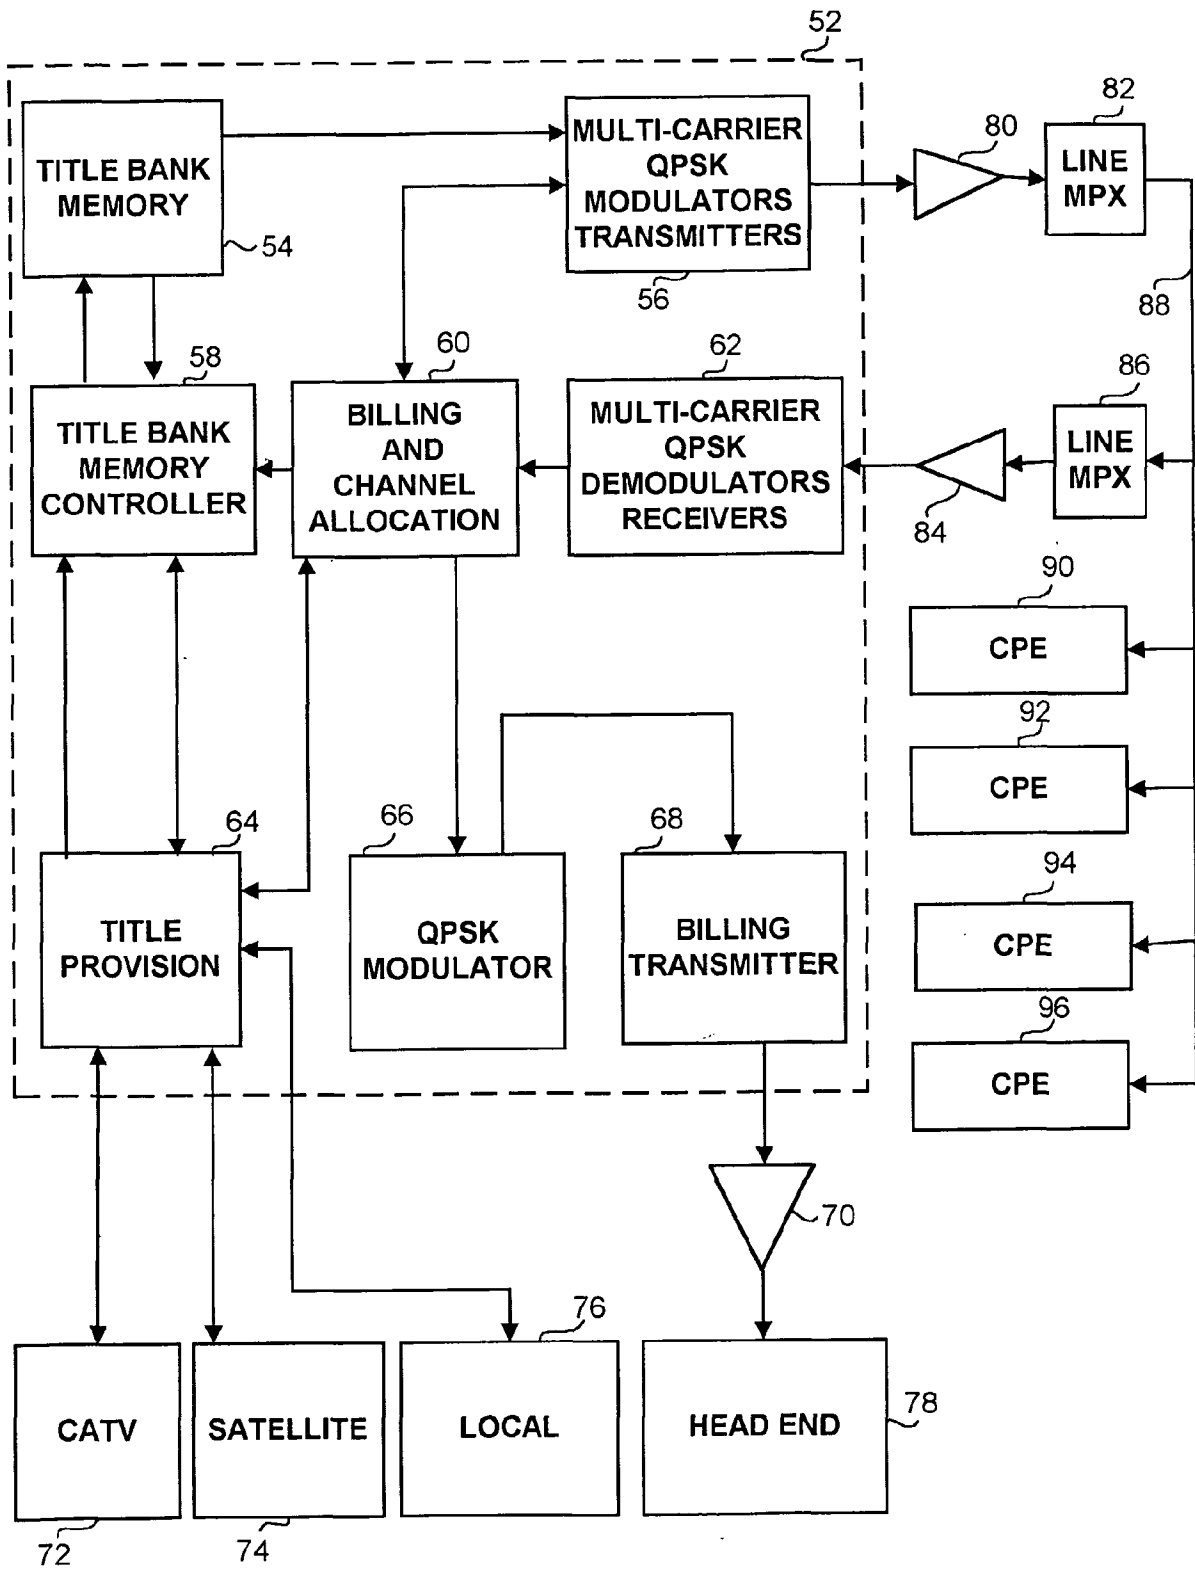 52
TITLE BANK
MEMORY
54
MULTI-CARRIER
QPSK
MODULATORS
TRANSMITTERS
56
80
82
LINE
MPX
88
58
TITLE BANK
MEMORY
CONTROLLER
60
BILLING
AND
CHANNEL
ALLOCATION
62
MULTI-CARRIER
QPSK
DEMODULATORS
RECEIVERS
84
86
LINE
MPX
90
CPE
92
CPE
94
CPE
96
CPE
64
TITLE
PROVISION
66
QPSK
MODULATOR
68
BILLING
TRANSMITTER
70
CATV
72
SATELLITE
74
76
LOCAL
HEAD END
78